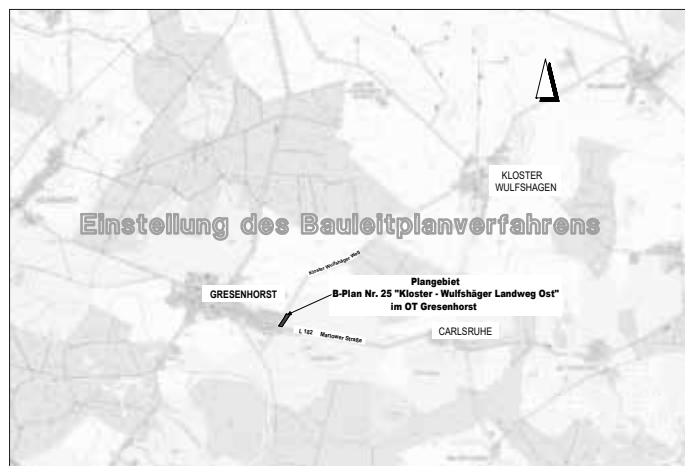 KLOSTER
WULFSHAGEN
Einstellung des Bauleitplanverfahrens
Kloster Wulfshäger Weg
Plangebiet
GRESENHORST
B-Plan Nr. 25 "Kloster - Wulfshäger Landweg Ost"
im OT Gresenhorst
L 182 Marlower Straße
CARLSRUHE